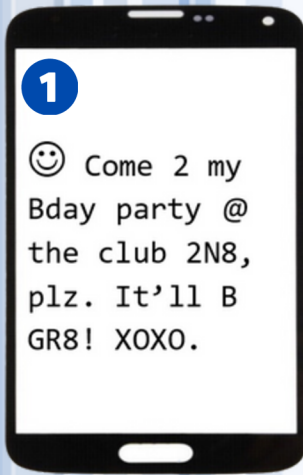 1
☺ Come 2 my
Bday party @
the club 2N8,
plz. It’ll B
GR8! XOXO.